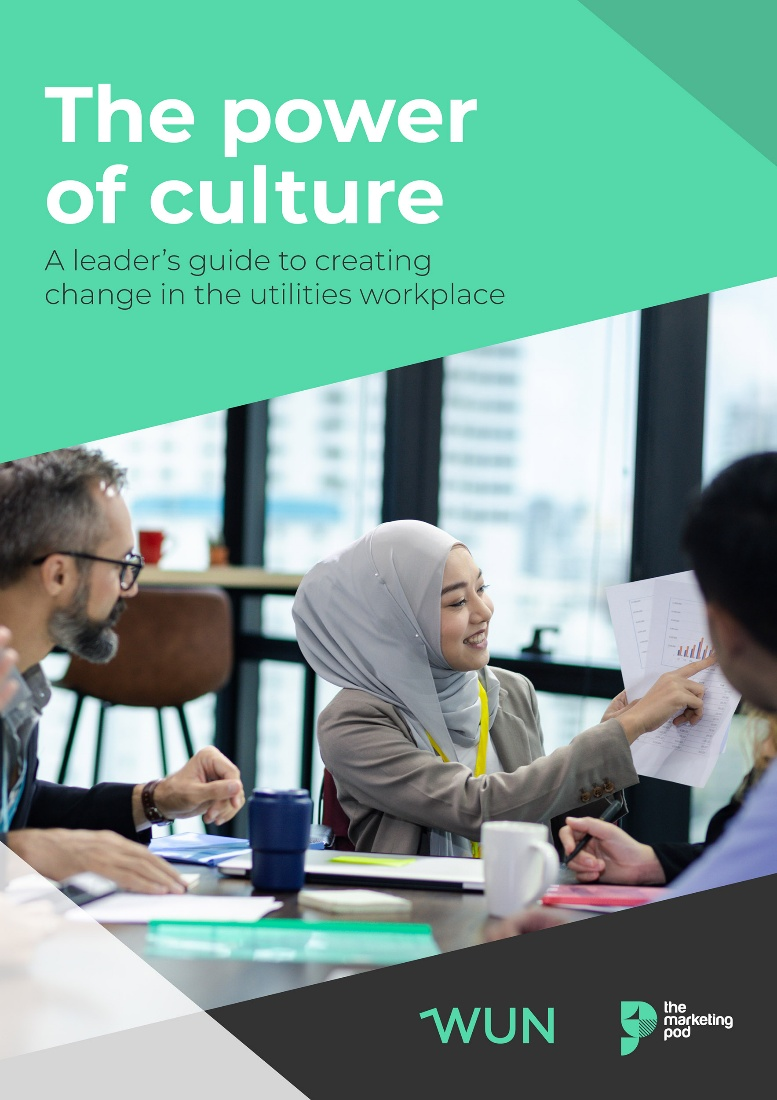 The power
of culture
A leader’s guide to creating
change in the utilities workplace
WUN
the
marketing
pod